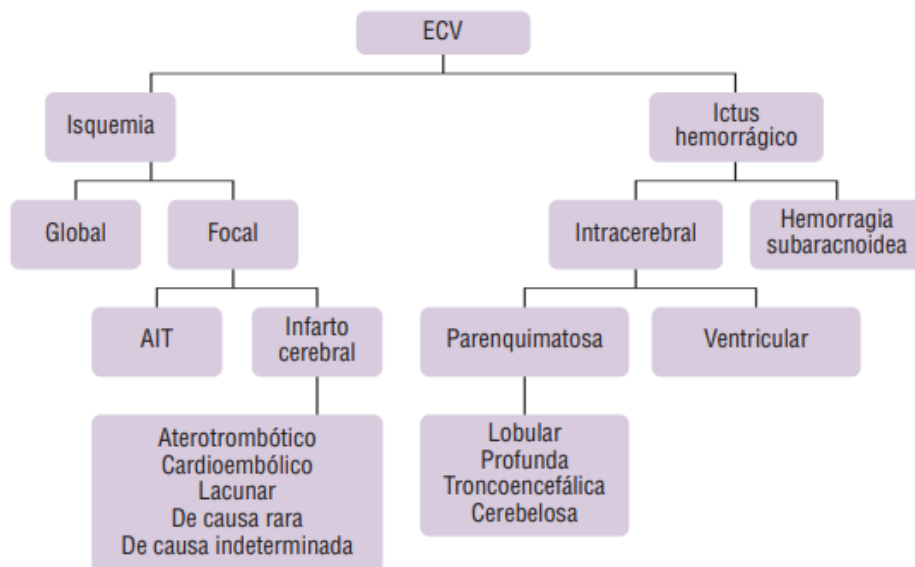 ECV
Isquemia
Ictus
hemorrágico
Global
Focal
Intracerebral
Hemorragia
subaracnoidea
AIT
Infarto
cerebral
Parenquimatosa
Ventricular
Aterotrombótico
Cardioembólico
Lacunar
De causa rara
De causa indeterminada
Lobular
Profunda
Troncoencefálica
Cerebelosa